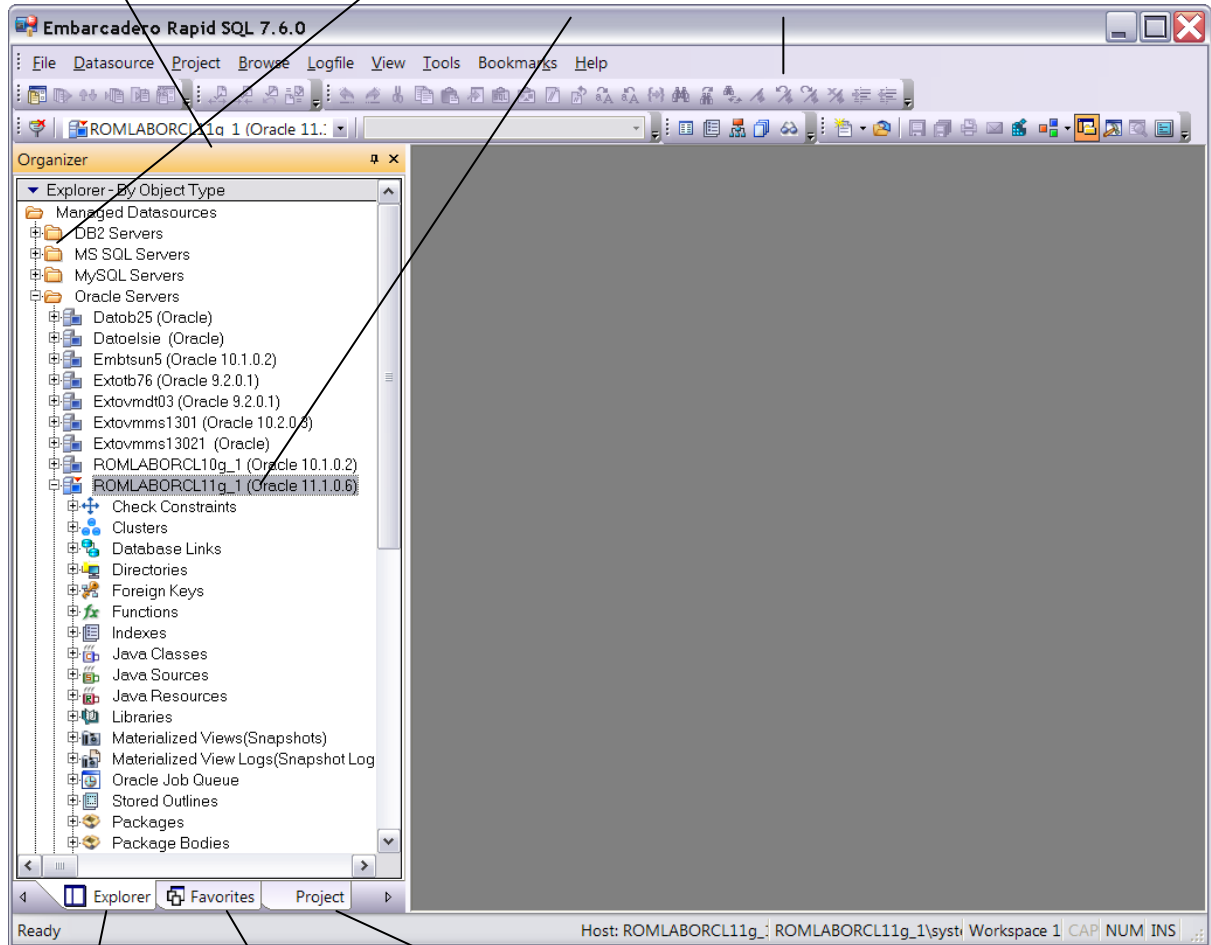 Embarcadero Rapid SQL 7.6.0
File Datasource Project Browse Logfile View Tools Bookmarks Help
ROMLABORCL11g_1 (Oracle 11.:
Organizer
Explorer - By Object Type
Managed Datasources
DB2 Servers
MS SQL Servers
MySQL Servers
Oracle Servers
Datob25 (Oracle)
Datoelsie (Oracle)
Embtsun5 (Oracle 10.1.0.2)
Extotb76 (Oracle 9.2.0.1)
Extovmdt03 (Oracle 9.2.0.1)
Extovmms1301 (Oracle 10.2.0.3)
Extovmms13021 (Oracle)
ROMLABORCL10g_1 (Oracle 10.1.0.2)
ROMLABORCL11g_1 (Oracle 11.1.0.6)
Check Constraints
Clusters
Database Links
Directories
Foreign Keys
Functions
Indexes
Java Classes
Java Sources
Java Resources
Libraries
Materialized Views(Snapshots)
Materialized View Logs(Snapshot Log
Oracle Job Queue
Stored Outlines
Packages
Package Bodies
Explorer Favorites Project
Ready Host: ROMLABORCL11g_1 ROMLABORCL11g_1\syst Workspace 1 CAP NUM INS